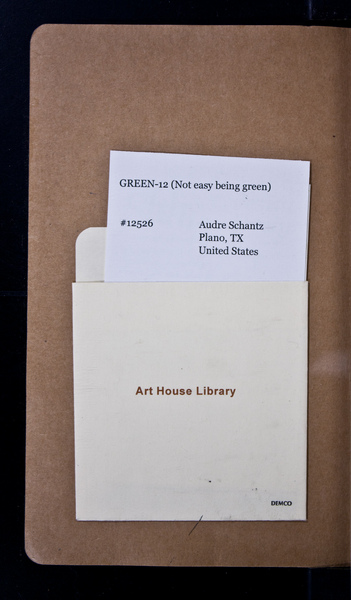 GREEN-12 (Not easy being green)
#12526 Audre Schantz
Plano, TX
United States
Art House Library
DEMCO